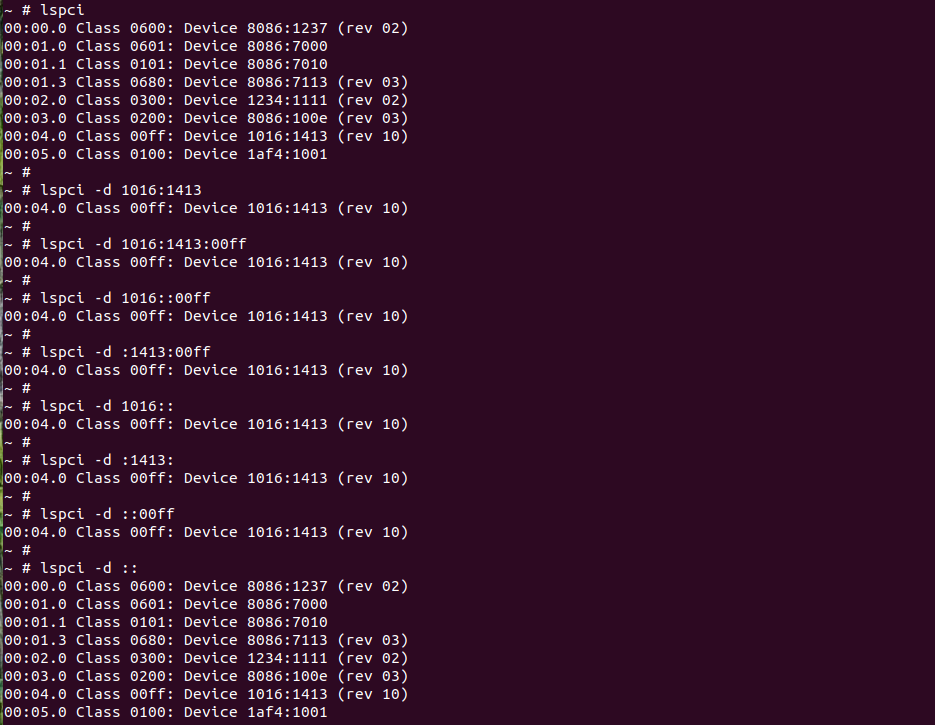 ~ # lspci
00:00.0 Class 0600: Device 8086:1237 (rev 02)
00:01.0 Class 0601: Device 8086:7000
00:01.1 Class 0101: Device 8086:7010
00:01.3 Class 0680: Device 8086:7113 (rev 03)
00:02.0 Class 0300: Device 1234:1111 (rev 02)
00:03.0 Class 0200: Device 8086:100e (rev 03)
00:04.0 Class 00ff: Device 1016:1413 (rev 10)
00:05.0 Class 0100: Device 1af4:1001
~ #
~ # lspci -d 1016:1413
00:04.0 Class 00ff: Device 1016:1413 (rev 10)
~ #
~ # lspci -d 1016:1413:00ff
00:04.0 Class 00ff: Device 1016:1413 (rev 10)
~ #
~ # lspci -d 1016::00ff
00:04.0 Class 00ff: Device 1016:1413 (rev 10)
~ #
~ # lspci -d :1413:00ff
00:04.0 Class 00ff: Device 1016:1413 (rev 10)
~ #
~ # lspci -d 1016::
00:04.0 Class 00ff: Device 1016:1413 (rev 10)
~ #
~ # lspci -d :1413:
00:04.0 Class 00ff: Device 1016:1413 (rev 10)
~ #
~ # lspci -d ::00ff
00:04.0 Class 00ff: Device 1016:1413 (rev 10)
~ #
~ # lspci -d ::
00:00.0 Class 0600: Device 8086:1237 (rev 02)
00:01.0 Class 0601: Device 8086:7000
00:01.1 Class 0101: Device 8086:7010
00:01.3 Class 0680: Device 8086:7113 (rev 03)
00:02.0 Class 0300: Device 1234:1111 (rev 02)
00:03.0 Class 0200: Device 8086:100e (rev 03)
00:04.0 Class 00ff: Device 1016:1413 (rev 10)
00:05.0 Class 0100: Device 1af4:1001